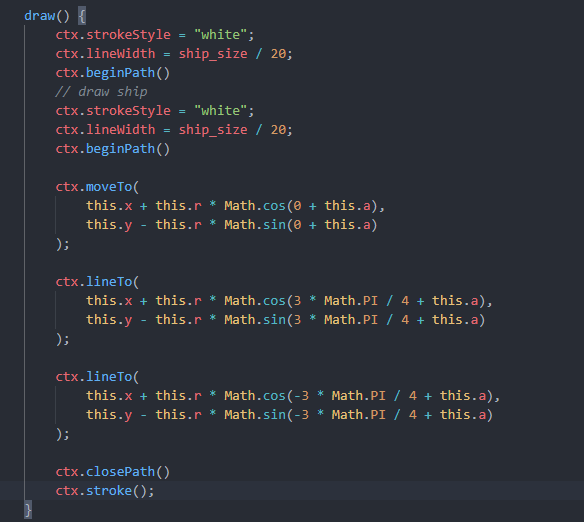 draw() {
ctx.strokeStyle = "white";
ctx.lineWidth = ship_size / 20;
ctx.beginPath()
// draw ship
ctx.strokeStyle = "white";
ctx.lineWidth = ship_size / 20;
ctx.beginPath()
ctx.moveTo(
this.x + this.r * Math.cos(0 + this.a),
this.y - this.r * Math.sin(0 + this.a)
);
ctx.lineTo(
this.x + this.r * Math.cos(3 * Math.PI / 4 + this.a),
this.y - this.r * Math.sin(3 * Math.PI / 4 + this.a)
);
ctx.lineTo(
this.x + this.r * Math.cos(-3 * Math.PI / 4 + this.a),
this.y - this.r * Math.sin(-3 * Math.PI / 4 + this.a)
);
ctx.closePath()
ctx.stroke();
}